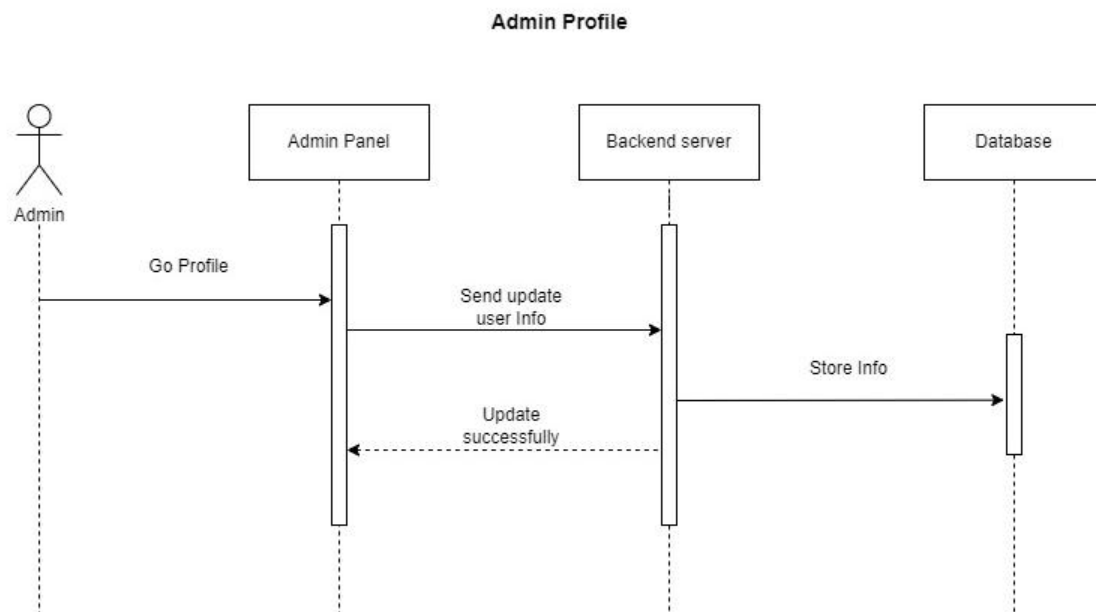 Admin Profile
Admin Panel
Backend server
Database
Admin
Go Profile
Send update
user Info
Store Info
Update
successfully